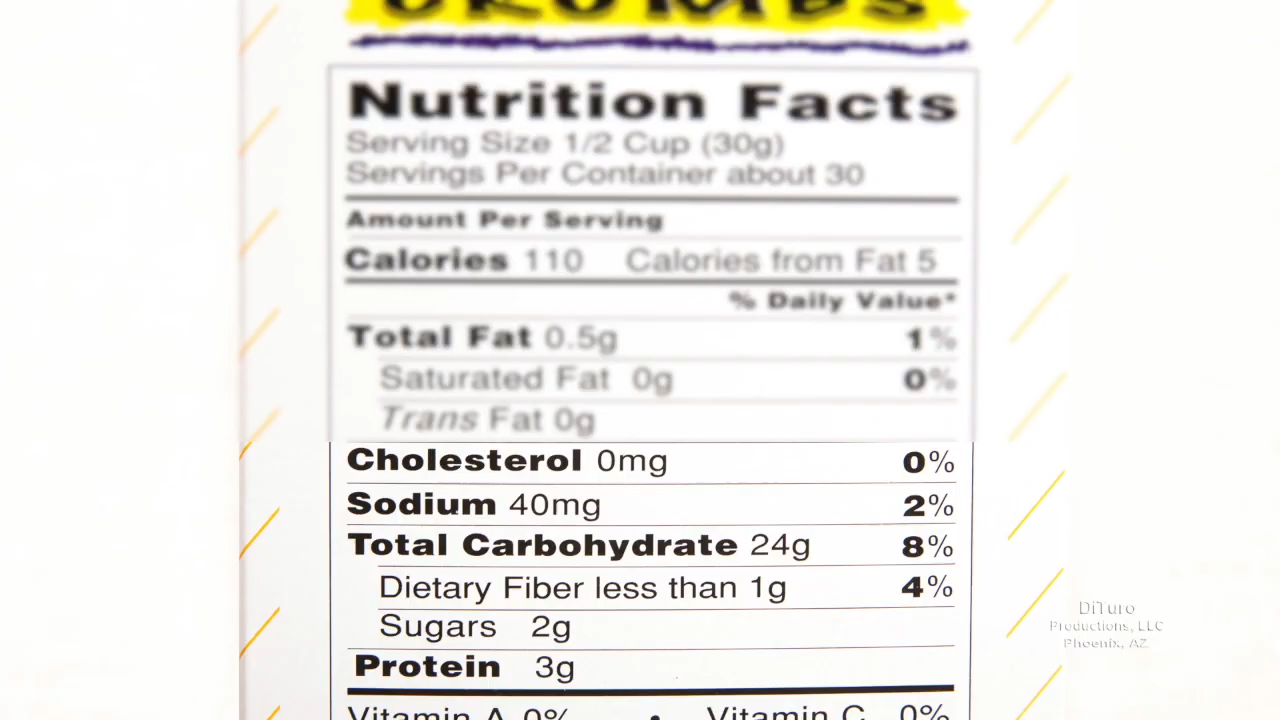 CRUMBS
Nutrition Facts
Serving Size 1/2 Cup (30g)
Servings Per Container about 30
Amount Per Serving
Calories 110 Calories from Fat 5
% Daily Value*
Total Fat 0.5g 1%
Saturated Fat 0g 0%
Trans Fat 0g
Cholesterol 0mg 0%
Sodium 40mg 2%
Total Carbohydrate 24g 8%
Dietary Fiber less than 1g 4%
Sugars 2g
Protein 3g
Vitamin A 0% • Vitamin C 0%
DiTuro
Productions, LLC
Phoenix, AZ